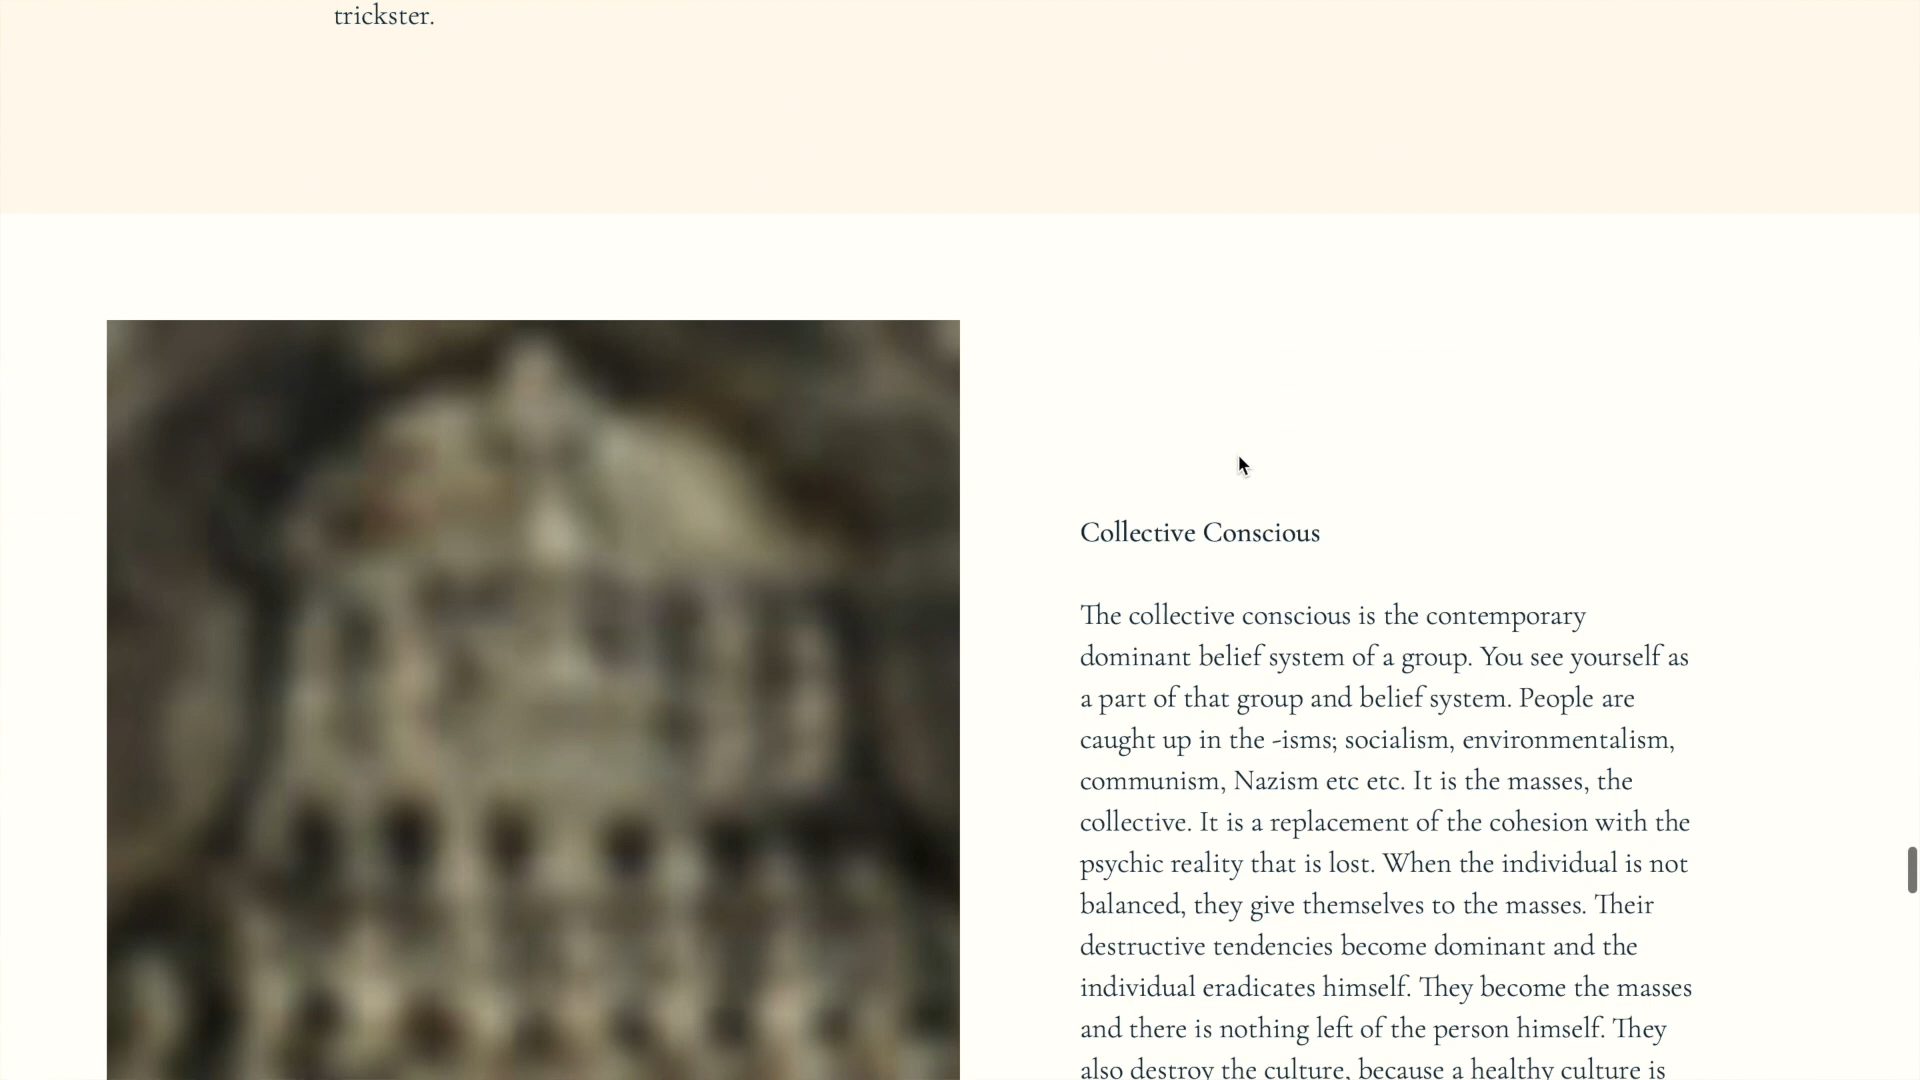 trickster.
Collective Conscious
The collective conscious is the contemporary
dominant belief system of a group. You see yourself as
a part of that group and belief system. People are
caught up in the -isms; socialism, environmentalism,
communism, Nazism etc etc. It is the masses, the
collective. It is a replacement of the cohesion with the
psychic reality that is lost. When the individual is not
balanced, they give themselves to the masses. Their
destructive tendencies become dominant and the
individual eradicates himself. They become the masses
and there is nothing left of the person himself. They
also destroy the culture, because a healthy culture is